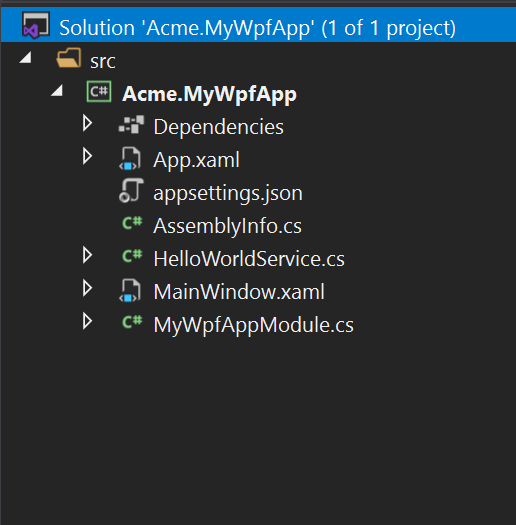 Solution 'Acme.MyWpfApp' (1 of 1 project)
src
C# Acme.MyWpfApp
Dependencies
App.xaml
appsettings.json
C# AssemblyInfo.cs
C# HelloWorldService.cs
MainWindow.xaml
C# MyWpfAppModule.cs